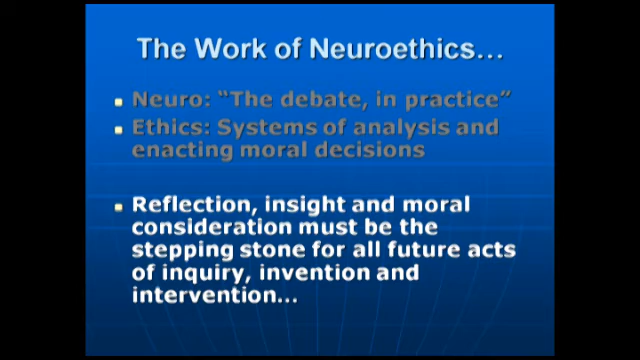 The Work of Neuroethics...
Neuro: “The debate, in practice”
Ethics: Systems of analysis and
enacting moral decisions
Reflection, insight and moral
consideration must be the
stepping stone for all future acts
of inquiry, invention and
intervention...